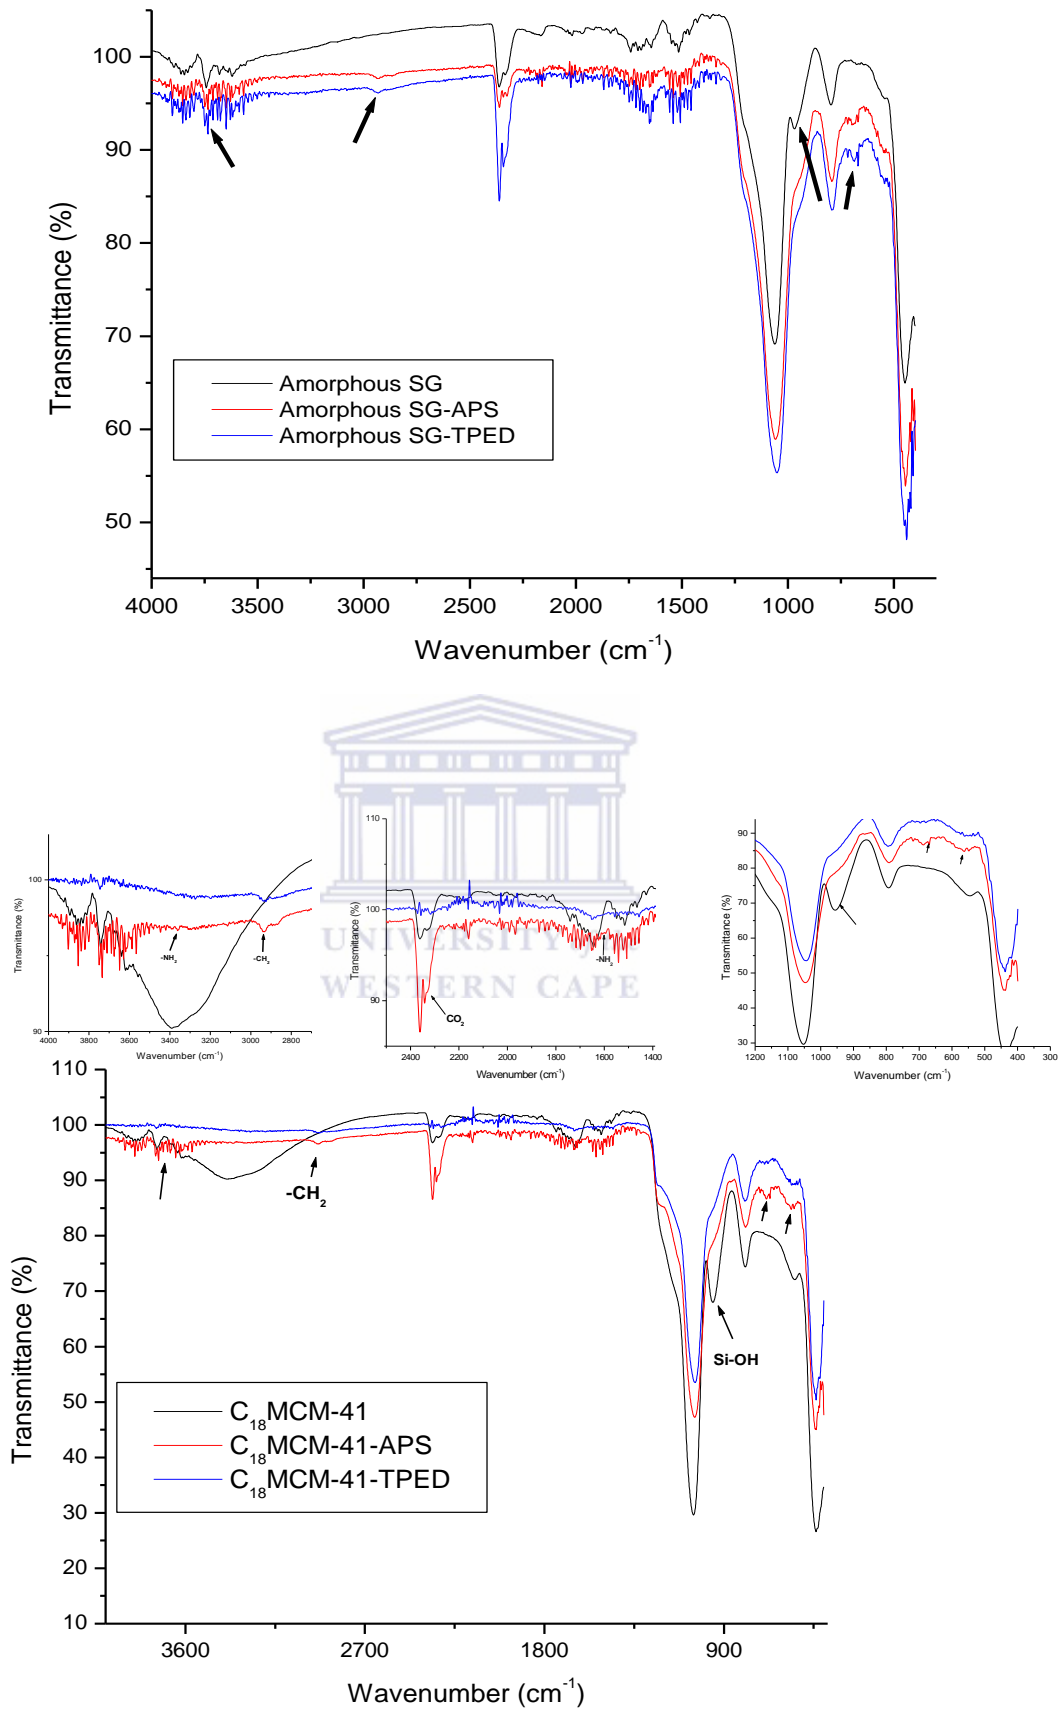 100
90
80
70
60
50
4000 3500 3000 2500 2000 1500 1000 500
Transmittance (%)
Wavenumber (cm-1)
Amorphous SG
Amorphous SG-APS
Amorphous SG-TPED
UNIVERSITY of
WESTERN CAPE
100
90
4000 3800 3600 3400 3200 3000 2800
Transmittance (%)
Wavenumber (cm-1)
-NH2
-CH2
110
100
90
2400 2200 2000 1800 1600 1400
Transmittance (%)
Wavenumber (cm-1)
CO2
-NH2
90
80
70
60
50
40
30
1200 1100 1000 900 800 700 600 500 400 300
Transmittance (%)
Wavenumber (cm-1)
110
100
90
80
70
60
50
40
30
20
10
3600 2700 1800 900
Transmittance (%)
Wavenumber (cm-1)
-CH2
Si-OH
C18MCM-41
C18MCM-41-APS
C18MCM-41-TPED